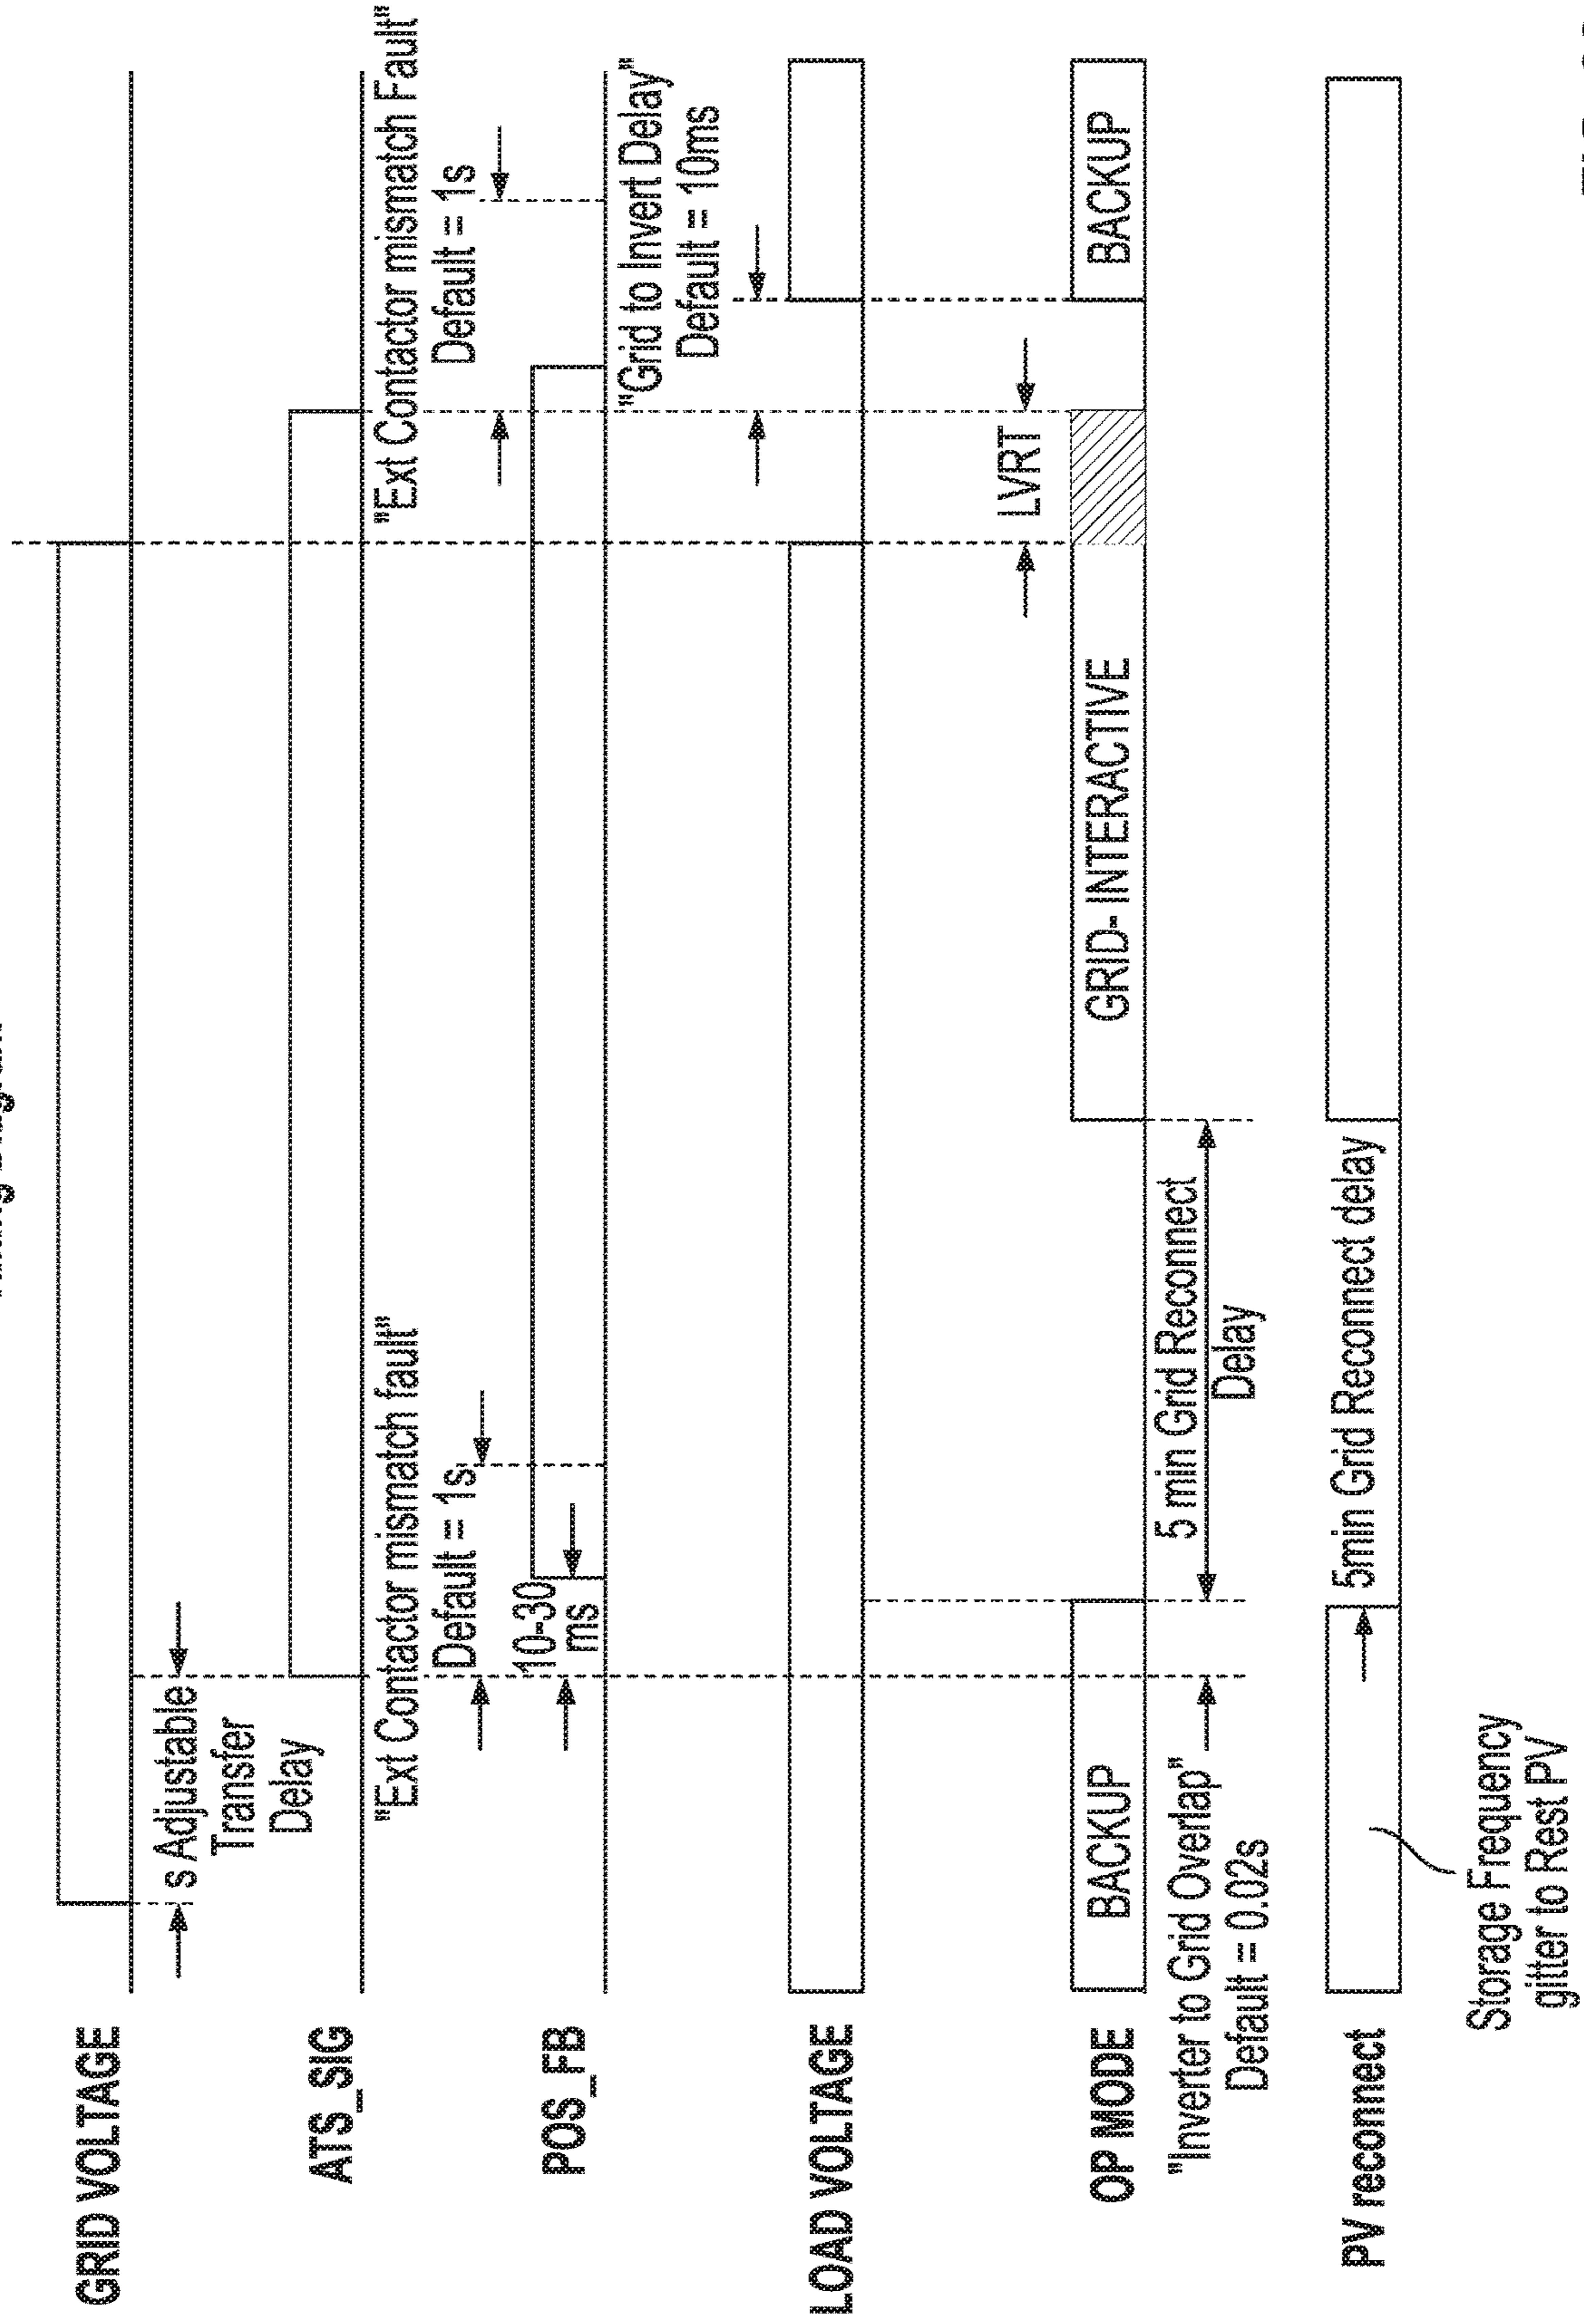 Timing Diagram
GRID VOLTAGE
s Adjustable
Transfer
Delay
ATS_SIG
"Ext Contactor mismatch fault"
Default = 1s
"Ext Contactor mismatch Fault"
Default = 1s
POS_FB
10-30
ms
"Grid to Invert Delay"
Default = 10ms
LOAD VOLTAGE
LVRT
OP MODE
BACKUP
GRID- INTERACTIVE
BACKUP
"Inverter to Grid Overlap"
Default = 0.02s
5 min Grid Reconnect
Delay
PV reconnect
5min Grid Reconnect delay
Storage Frequency
gitter to Rest PV